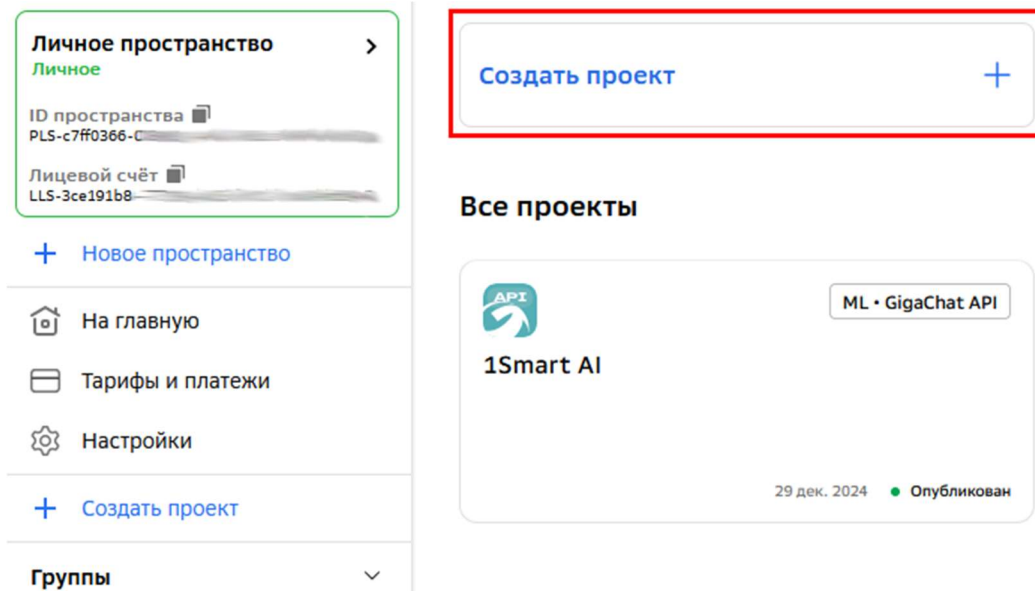 Личное пространство
Личное
ID пространства
PLS-c7ff0366-
Лицевой счёт
LLS-3ce191b8-
Новое пространство
На главную
Тарифы и платежи
Настройки
Создать проект
Группы
Создать проект
Все проекты
API
ML • GigaChat API
1Smart AI
29 дек. 2024 • Опубликован